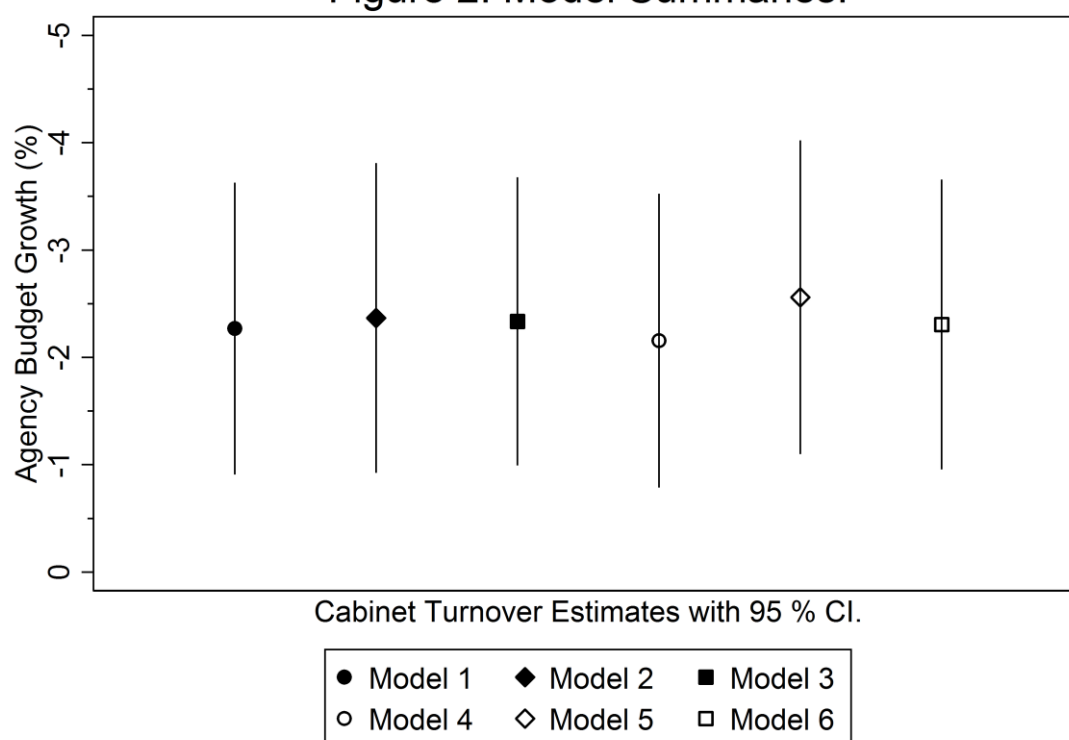 Figure 2. Model Summaries.
-5
-4
-3
-2
-1
0
Agency Budget Growth (%)
Cabinet Turnover Estimates with 95 % CI.
Model 1 Model 2 Model 3
Model 4 Model 5 Model 6